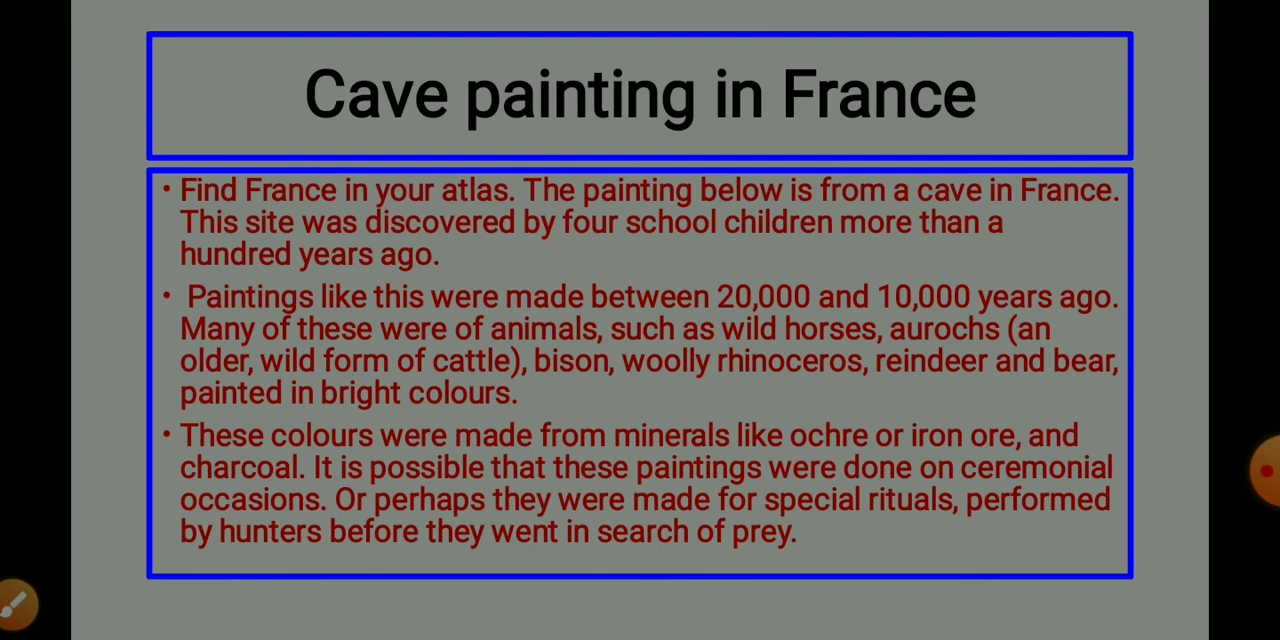 Cave painting in France
• Find France in your atlas. The painting below is from a cave in France.
This site was discovered by four school children more than a
hundred years ago.
• Paintings like this were made between 20,000 and 10,000 years ago.
Many of these were of animals, such as wild horses, aurochs (an
older, wild form of cattle), bison, woolly rhinoceros, reindeer and bear,
painted in bright colours.
• These colours were made from minerals like ochre or iron ore, and
charcoal. It is possible that these paintings were done on ceremonial
occasions. Or perhaps they were made for special rituals, performed
by hunters before they went in search of prey.